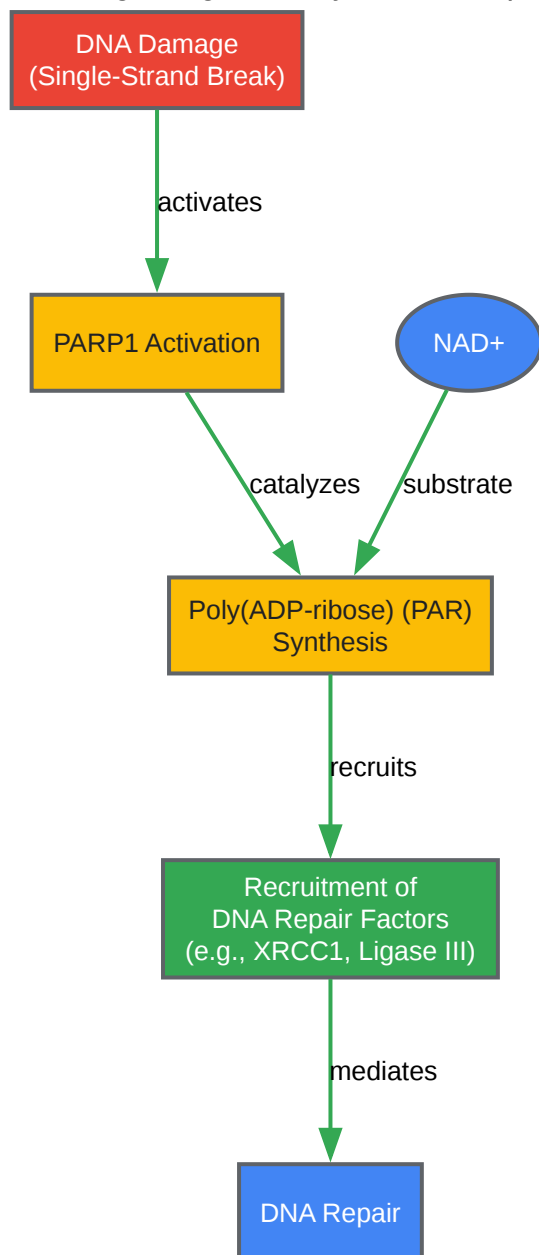 DNA Damage
(Single-Strand Break)
activates
PARP1 Activation
NAD+
catalyzes
substrate
Poly(ADP-ribose) (PAR)
Synthesis
recruits
Recruitment of
DNA Repair Factors
(e.g., XRCC1, Ligase III)
mediates
DNA Repair